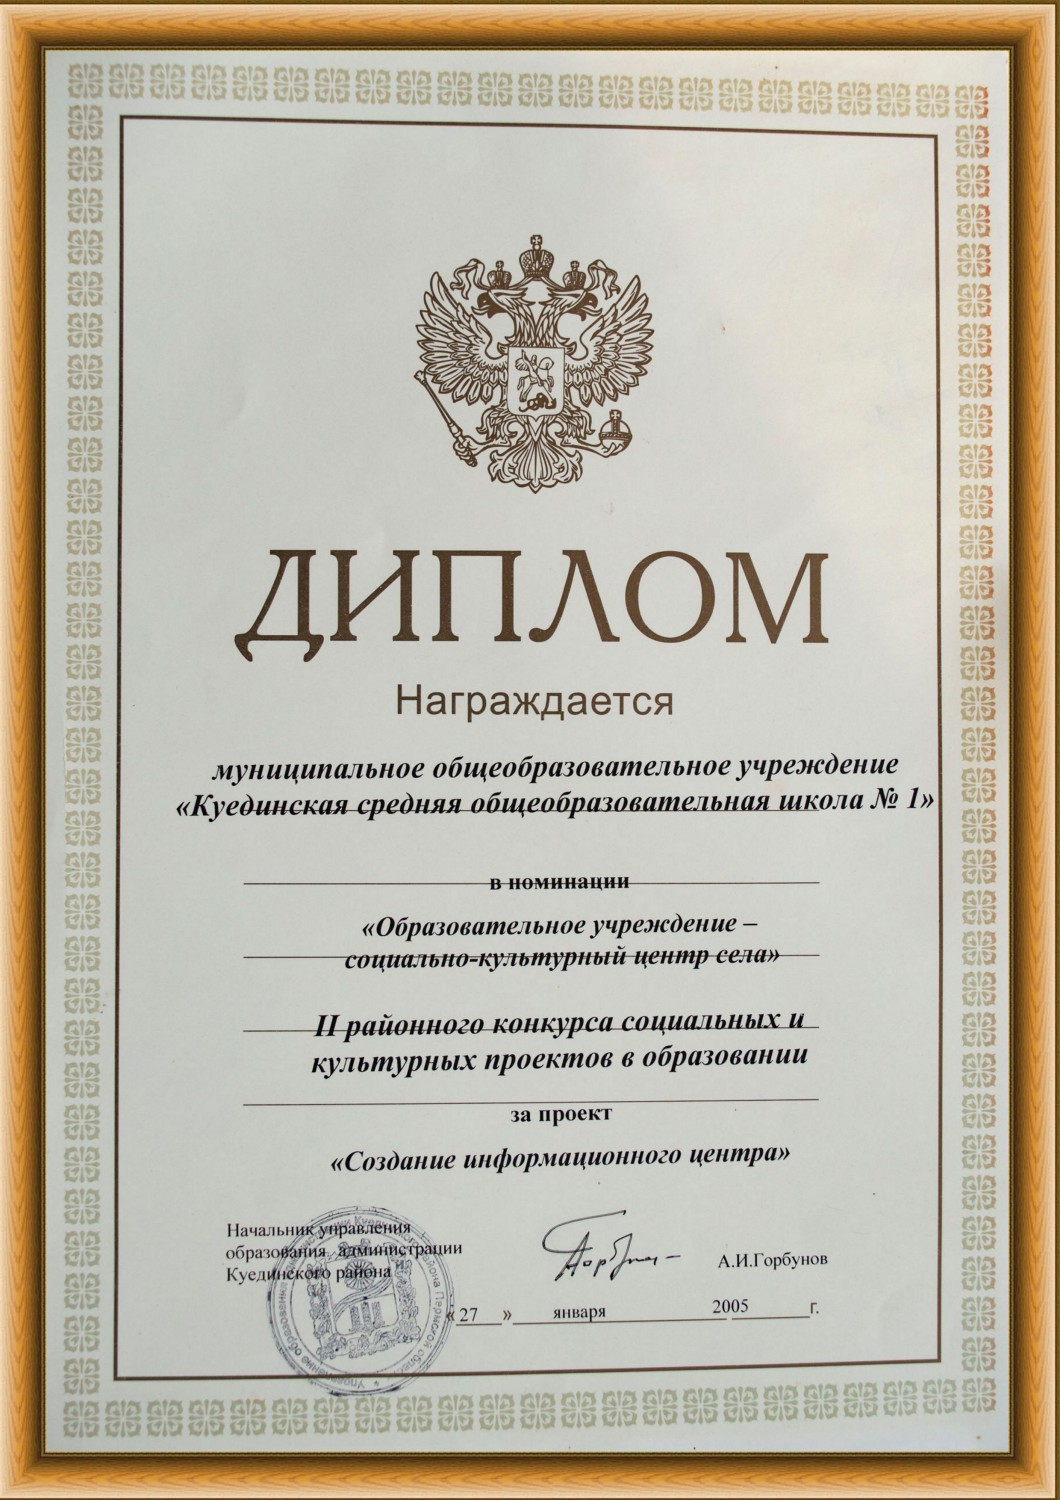 ДИПЛОМ
Награждается
муниципальное общеобразовательное учреждение
«Куединская средняя общеобразовательная школа № 1»
в номинации
«Образовательное учреждение –
социально-культурный центр села»
II районного конкурса социальных и
культурных проектов в образовании
за проект
«Создание информационного центра»
Начальник управления
образования администрации
Куединского района
А.И.Горбунов
«27» января 2005 г.